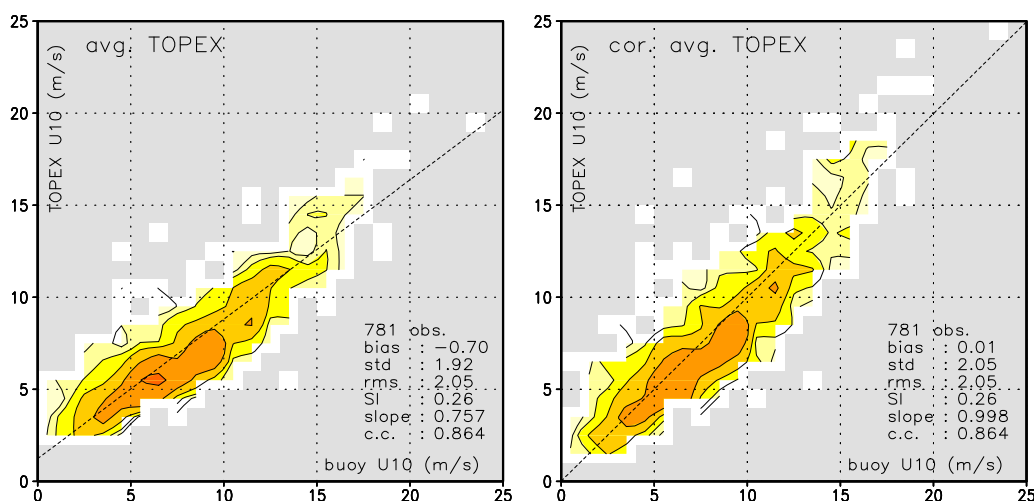 avg. TOPEX
TOPEX U10 (m/s)
25
20
15
10
5
0
781 obs.
bias : −0.70
std : 1.92
rms : 2.05
SI : 0.26
slope : 0.757
c.c. : 0.864
buoy U10 (m/s)
0 5 10 15 20 25
cor. avg. TOPEX
TOPEX U10 (m/s)
25
20
15
10
5
0
781 obs.
bias : 0.01
std : 2.05
rms : 2.05
SI : 0.26
slope : 0.998
c.c. : 0.864
buoy U10 (m/s)
0 5 10 15 20 25